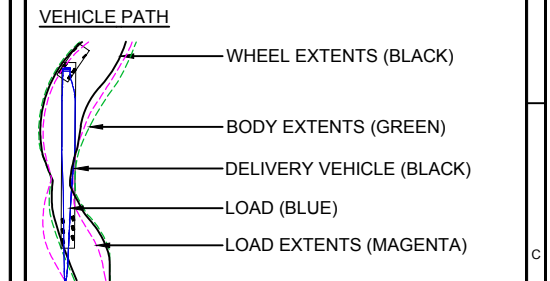 VEHICLE PATH
WHEEL EXTENTS (BLACK)
BODY EXTENTS (GREEN)
DELIVERY VEHICLE (BLACK)
LOAD (BLUE)
LOAD EXTENTS (MAGENTA)
C